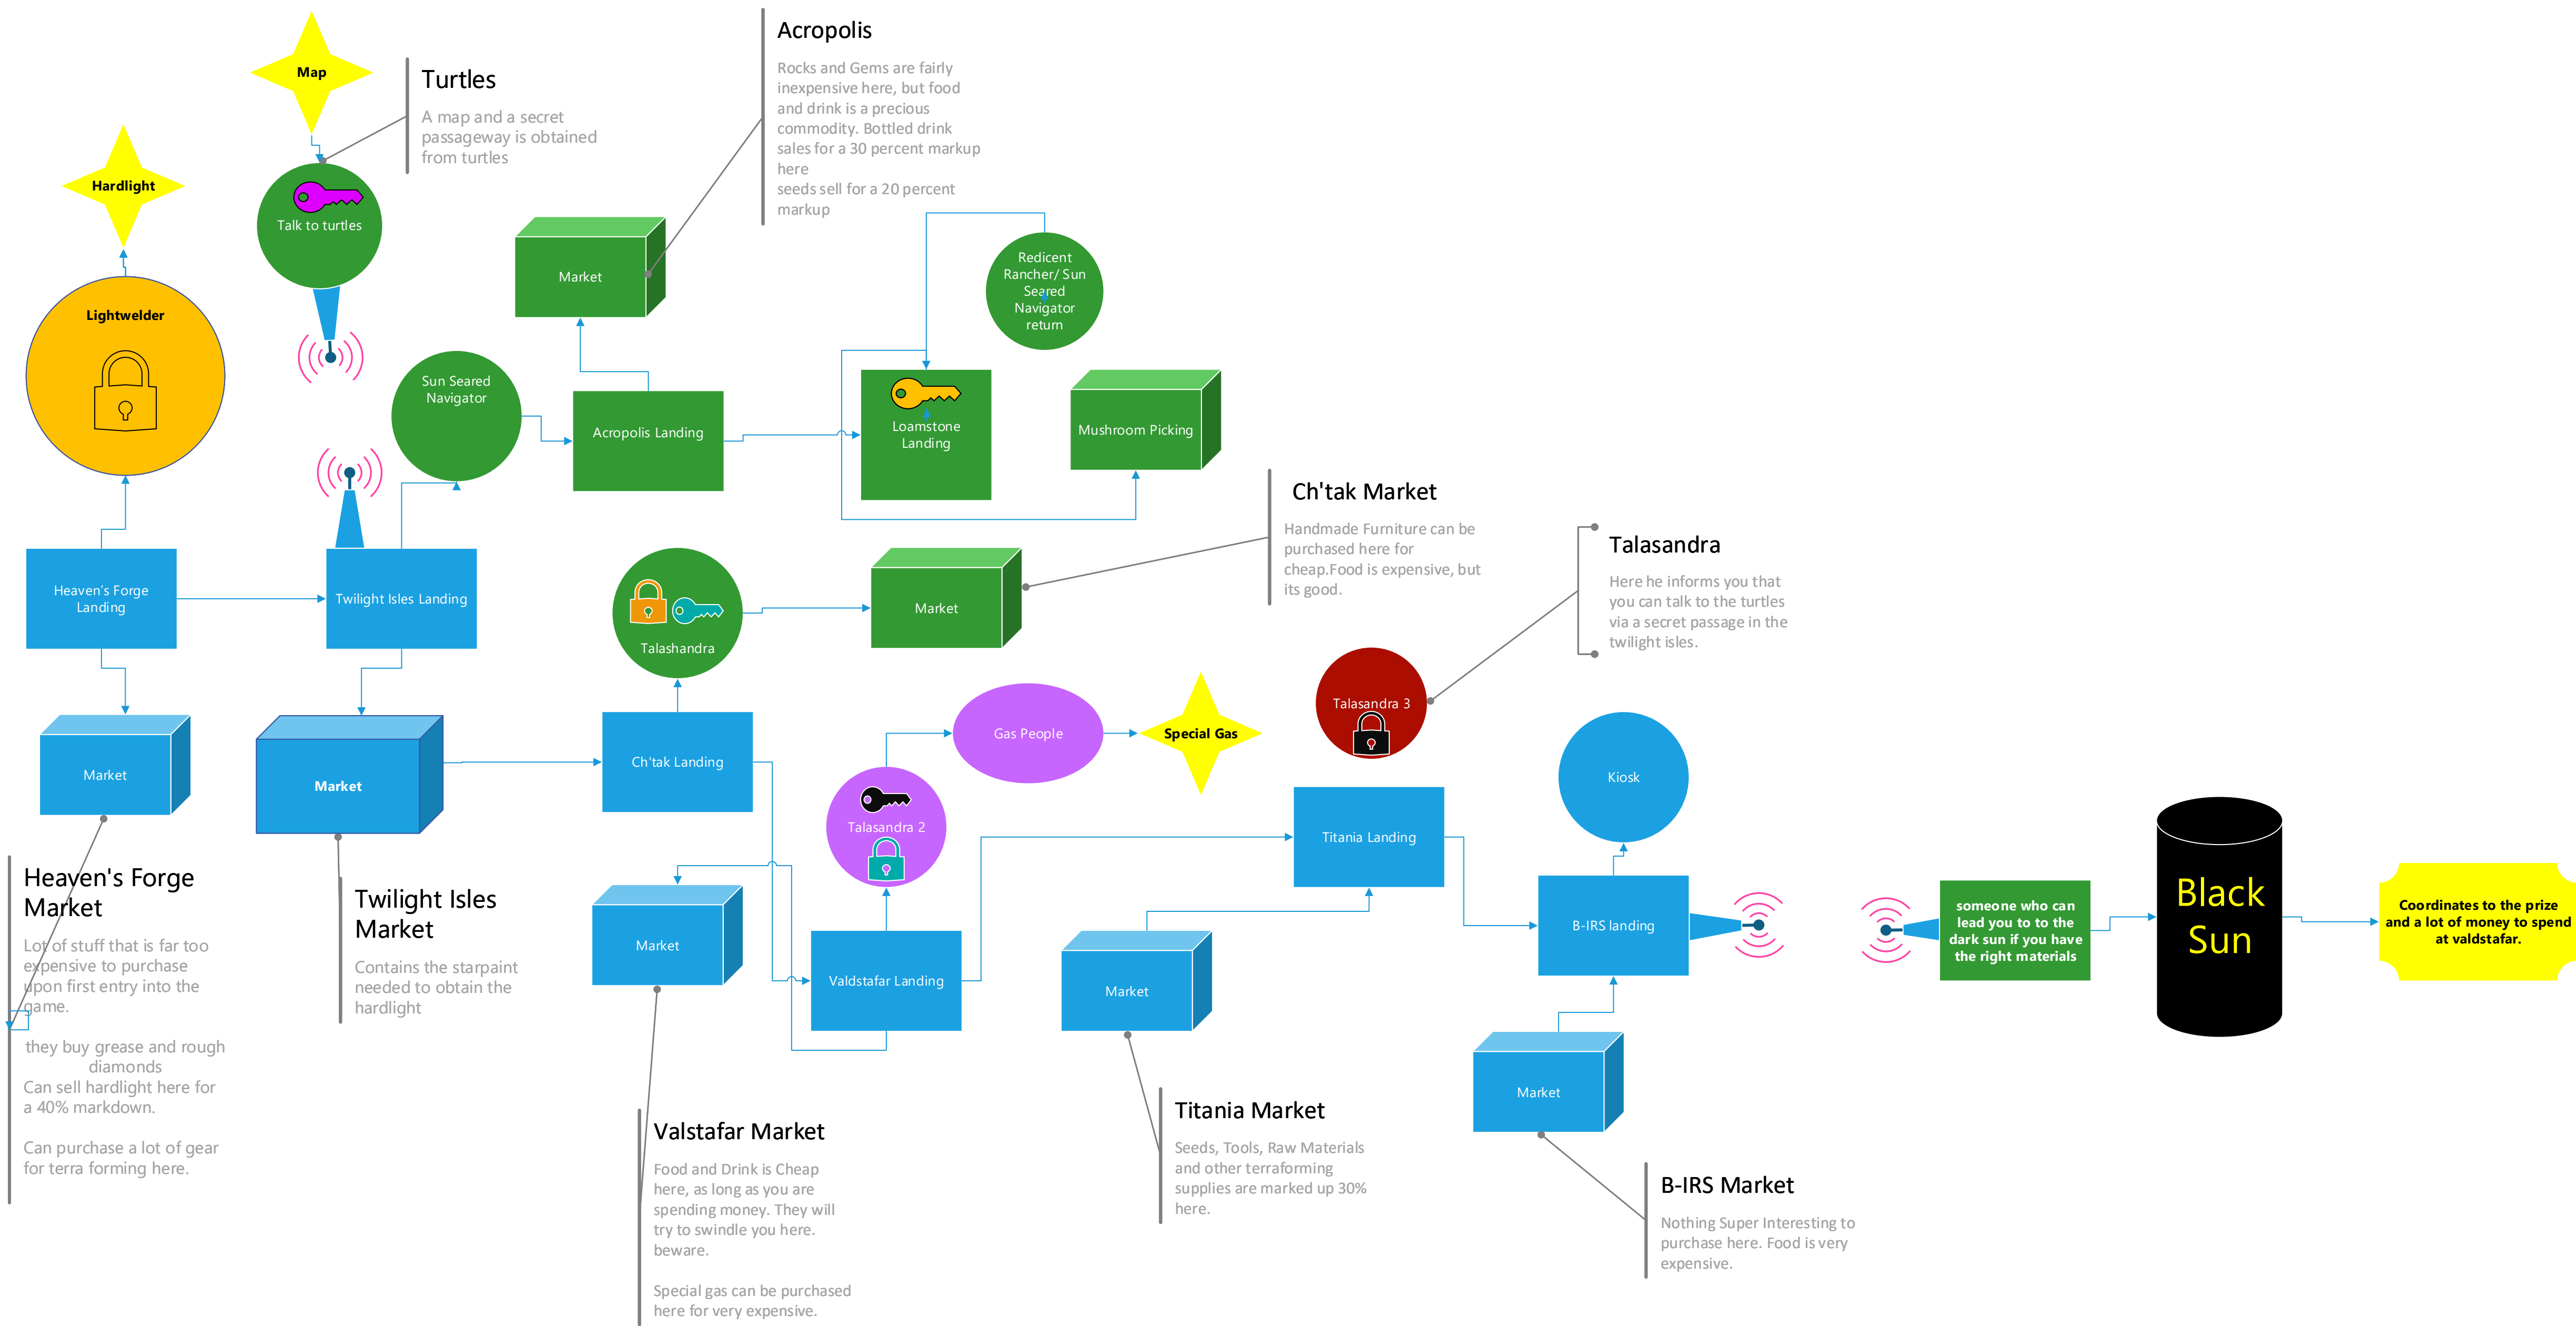 Map
Turtles
A map and a secret
passageway is obtained
from turtles
Acropolis
Rocks and Gems are fairly
inexpensive here, but food
and drink is a precious
commodity. Bottled drink
sales for a 30 percent markup
here
seeds sell for a 20 percent
markup
Hardlight
Talk to turtles
Market
Redicent
Rancher/ Sun
Seared
Navigator
return
Lightwelder
Sun Seared
Navigator
Acropolis Landing
Loamstone
Landing
Mushroom Picking
Ch'tak Market
Handmade Furniture can be
purchased here for
cheap.Food is expensive, but
its good.
Talasandra
Here he informs you that
you can talk to the turtles
via a secret passage in the
twilight isles.
Heaven's Forge
Landing
Twilight Isles Landing
Talashandra
Market
Talasandra 3
Gas People
Special Gas
Market
Market
Ch'tak Landing
Talasandra 2
Titania Landing
Kiosk
Heaven's Forge
Market
Lot of stuff that is far too
expensive to purchase
upon first entry into the
game.
they buy grease and rough
diamonds
Can sell hardlight here for
a 40% markdown.
Can purchase a lot of gear
for terra forming here.
Twilight Isles
Market
Contains the starpaint
needed to obtain the
hardlight
Market
Valdstafar Landing
Market
B-IRS landing
someone who can
lead you to to the
dark sun if you have
the right materials
Black
Sun
Coordinates to the prize
and a lot of money to spend
at valdstafar.
Market
Valstafar Market
Food and Drink is Cheap
here, as long as you are
spending money. They will
try to swindle you here.
beware.
Special gas can be purchased
here for very expensive.
Titania Market
Seeds, Tools, Raw Materials
and other terraforming
supplies are marked up 30%
here.
B-IRS Market
Nothing Super Interesting to
purchase here. Food is very
expensive.